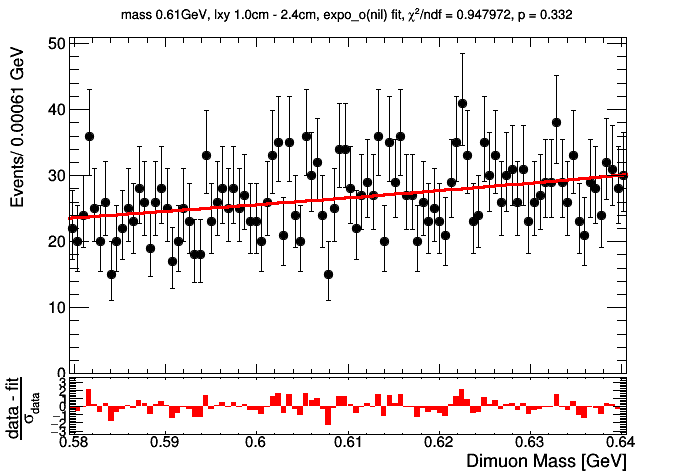 mass 0.61GeV, lxy 1.0cm - 2.4cm, expo_o(nil) fit, χ²/ndf = 0.947972, p = 0.332
Events/ 0.00061 GeV
50
40
30
20
10
0
data - fit
σdata
3
2
1
0
−1
−2
−3
0.58 0.59 0.6 0.61 0.62 0.63 0.64
Dimuon Mass [GeV]